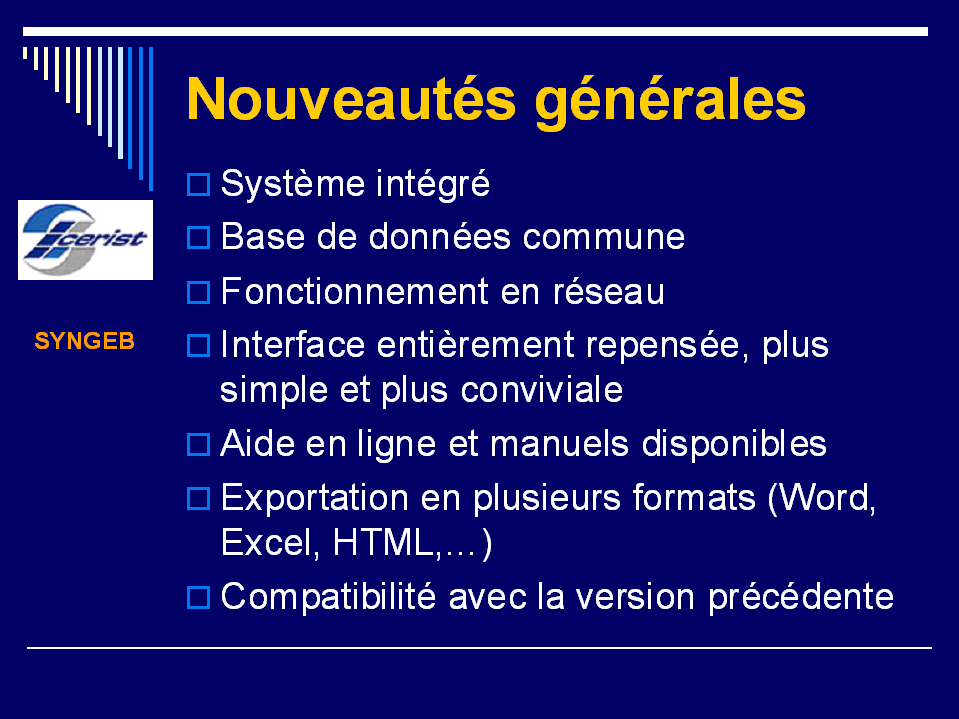 Nouveautés générales
Système intégré
Base de données commune
Fonctionnement en réseau
Interface entièrement repensée, plus
simple et plus conviviale
Aide en ligne et manuels disponibles
Exportation en plusieurs formats (Word,
Excel, HTML,…)
Compatibilité avec la version précédente
cerist
SYNGEB